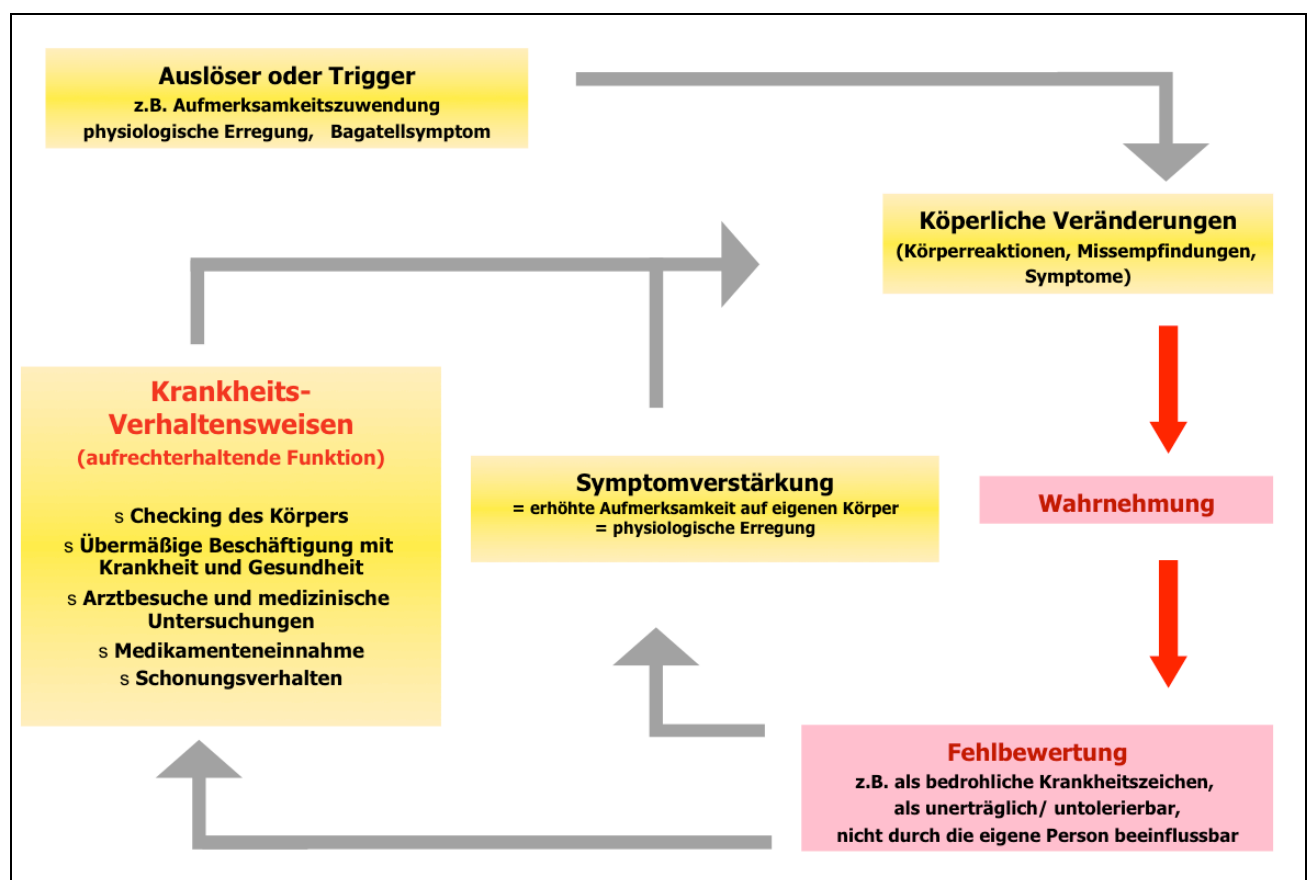 Auslöser oder Trigger
z.B. Aufmerksamkeitszuwendung
physiologische Erregung, Bagatellsymptom
Köperliche Veränderungen
(Körperreaktionen, Missempfindungen,
Symptome)
Krankheits-
Verhaltensweisen
(aufrechterhaltende Funktion)
s Checking des Körpers
s Übermäßige Beschäftigung mit
Krankheit und Gesundheit
s Arztbesuche und medizinische
Untersuchungen
s Medikamenteneinnahme
s Schonungsverhalten
Symptomverstärkung
= erhöhte Aufmerksamkeit auf eigenen Körper
= physiologische Erregung
Wahrnehmung
Fehlbewertung
z.B. als bedrohliche Krankheitszeichen,
als unerträglich/ untolerierbar,
nicht durch die eigene Person beeinflussbar